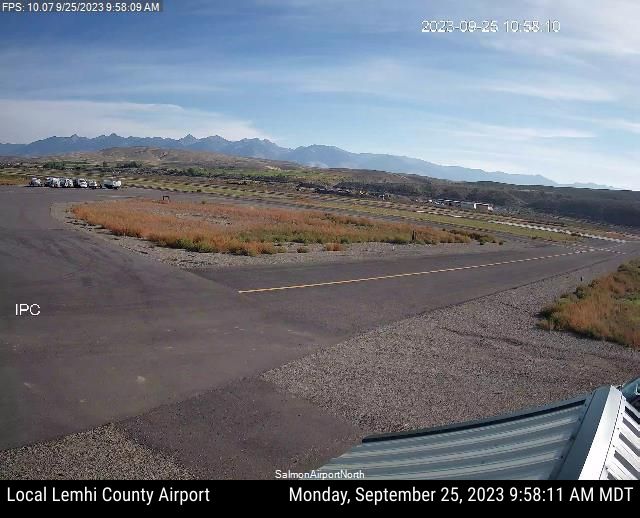 FPS: 10.07 9/25/2023 9:58:09 AM
2023-09-25 10:58:10
IPC
SalmonAirportNorth
Local Lemhi County Airport Monday, September 25, 2023 9:58:11 AM MDT